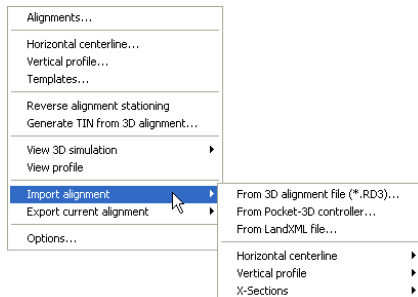 Alignments...
Horizontal centerline...
Vertical profile...
Templates...
Reverse alignment stationing
Generate TIN from 3D alignment...
View 3D simulation
View profile
Import alignment
Export current alignment
Options...
From 3D alignment file (*.RD3)...
From Pocket-3D controller...
From LandXML file...
Horizontal centerline
Vertical profile
X-Sections